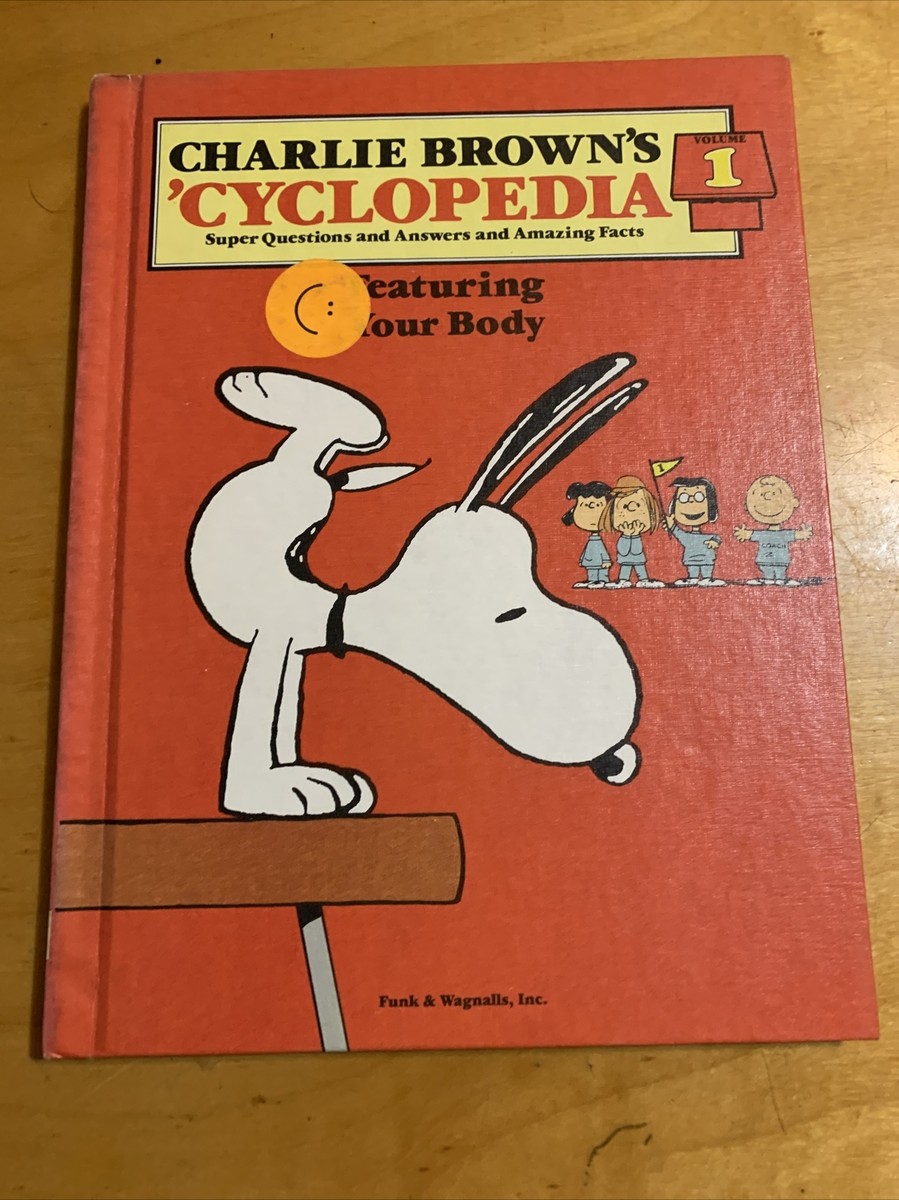 CHARLIE BROWN'S
'CYCLOPEDIA
Super Questions and Answers and Amazing Facts
VOLUME
1
Featuring
Your Body
1
COACH
Funk & Wagnalls, Inc.